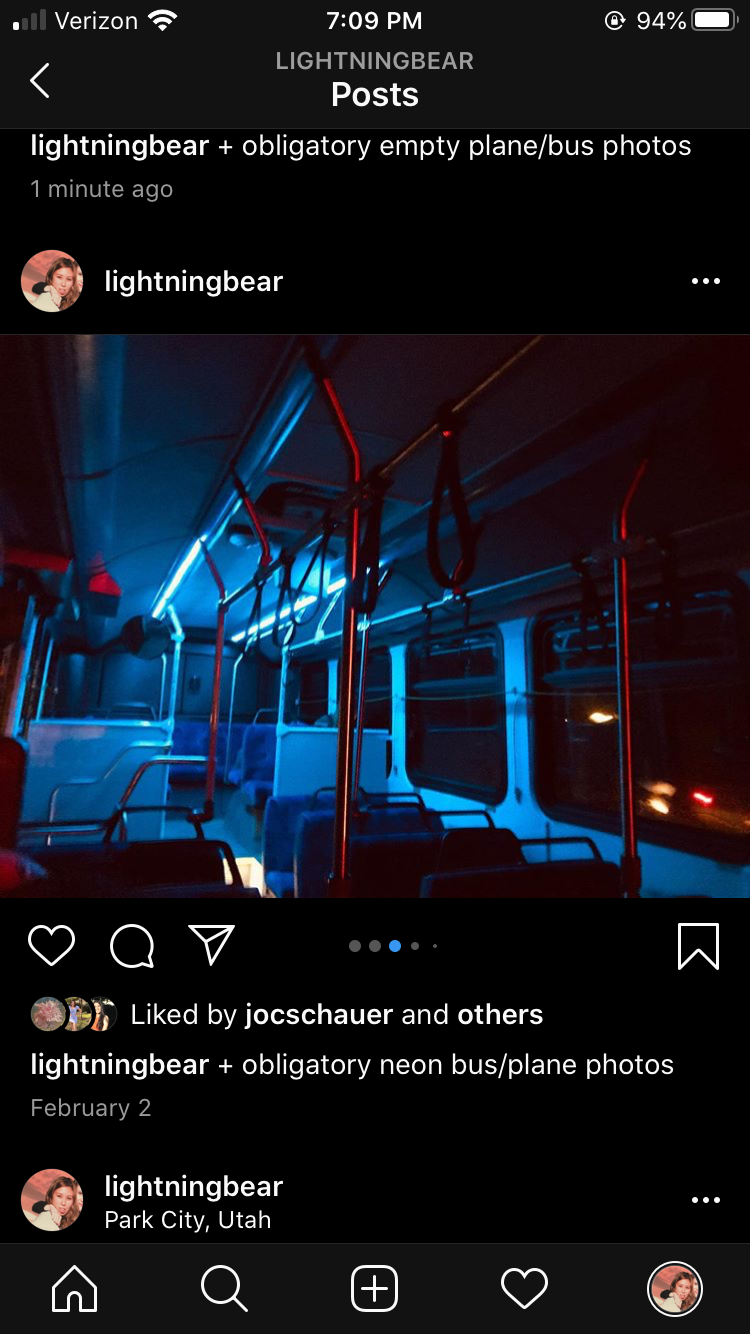 Verizon 7:09 PM 94%
LIGHTNINGBEAR
Posts
lightningbear + obligatory empty plane/bus photos
1 minute ago
lightningbear
Liked by jocschauer and others
lightningbear + obligatory neon bus/plane photos
February 2
lightningbear
Park City, Utah